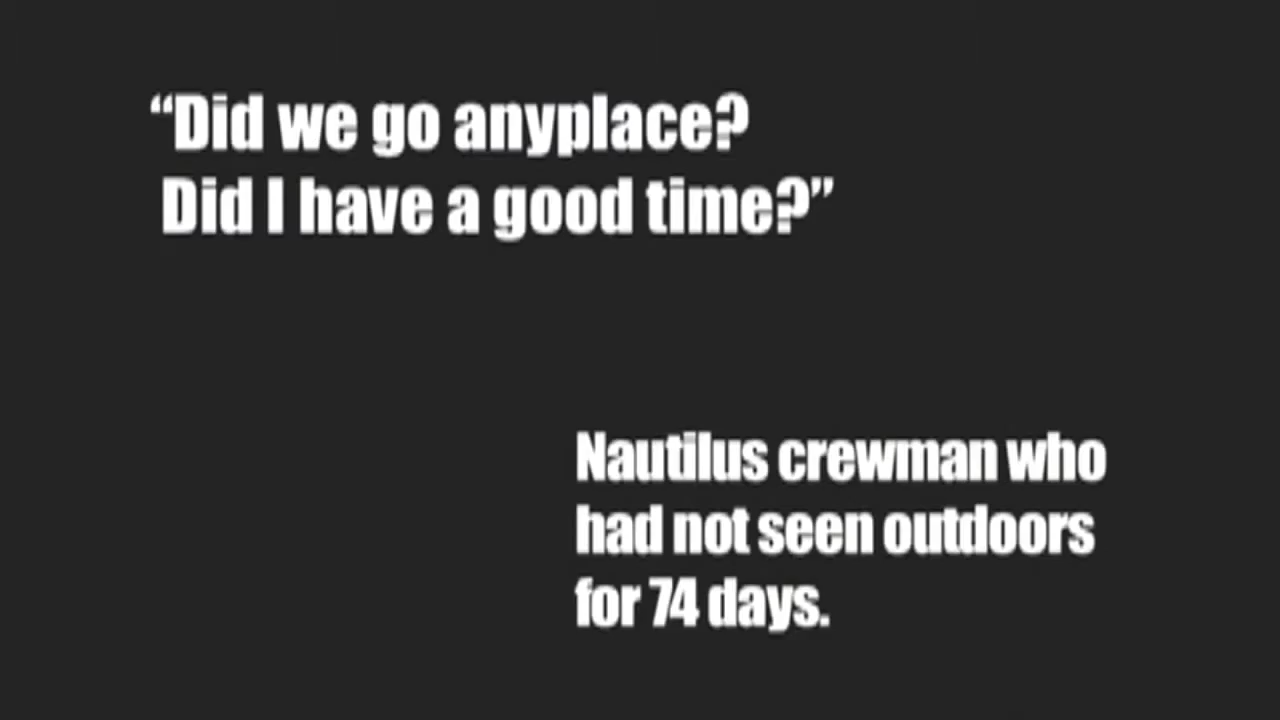 “Did we go anyplace?
Did I have a good time?”
Nautilus crewman who
had not seen outdoors
for 74 days.